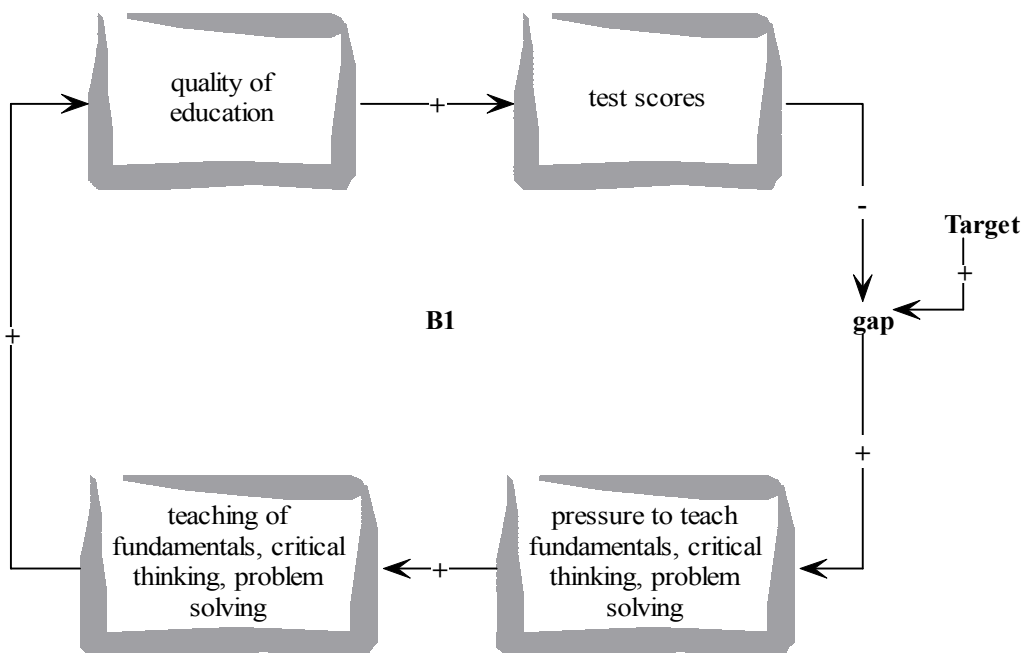 quality of
education
+
test scores
-
Target
+
B1
gap
+
+
teaching of
fundamentals, critical
thinking, problem
solving
+
pressure to teach
fundamentals, critical
thinking, problem
solving